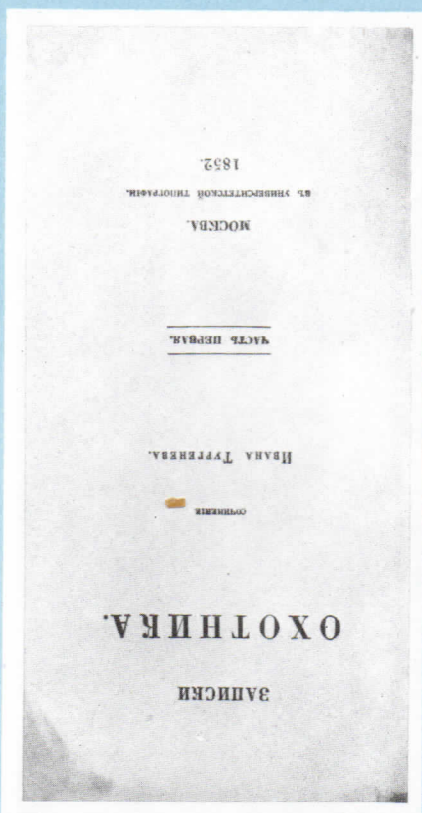 ЗАПИСКИ
ОХОТНИКА.
СОЧИНЕНІЕ
ИВАНА ТУРГЕНЕВА.
ЧАСТЬ ПЕРВАЯ.
МОСКВА.
ВЪ УНИВЕРСИТЕТСКОЙ ТИПОГРАФІИ.
1852.